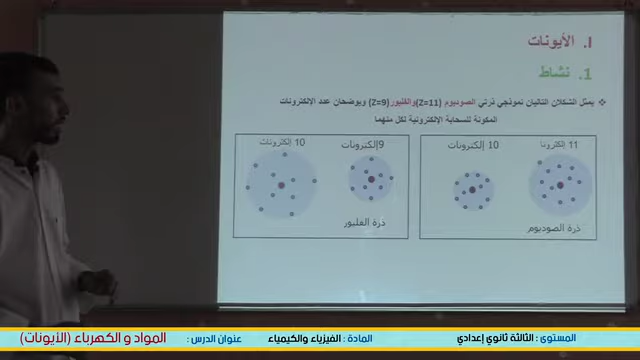 I. الأيونات
1. نشاط
❖ يمثل الشكلان التاليان نموذجي ذرتي الصوديوم (Z=11) والفليور (Z=9) ويوضحان عدد الإلكترونات
المكونة للسحابة الإلكترونية لكل منهما
11 إلكترونا
10 إلكترونات
ذرة الصوديوم
9إلكترونات
10 إلكترونات
ذرة الفليور
المستوى : الثالثة ثانوي إعدادي
المادة : الفيزياء والكيمياء
عنوان الدرس : المواد و الكهرباء (الأيونات)